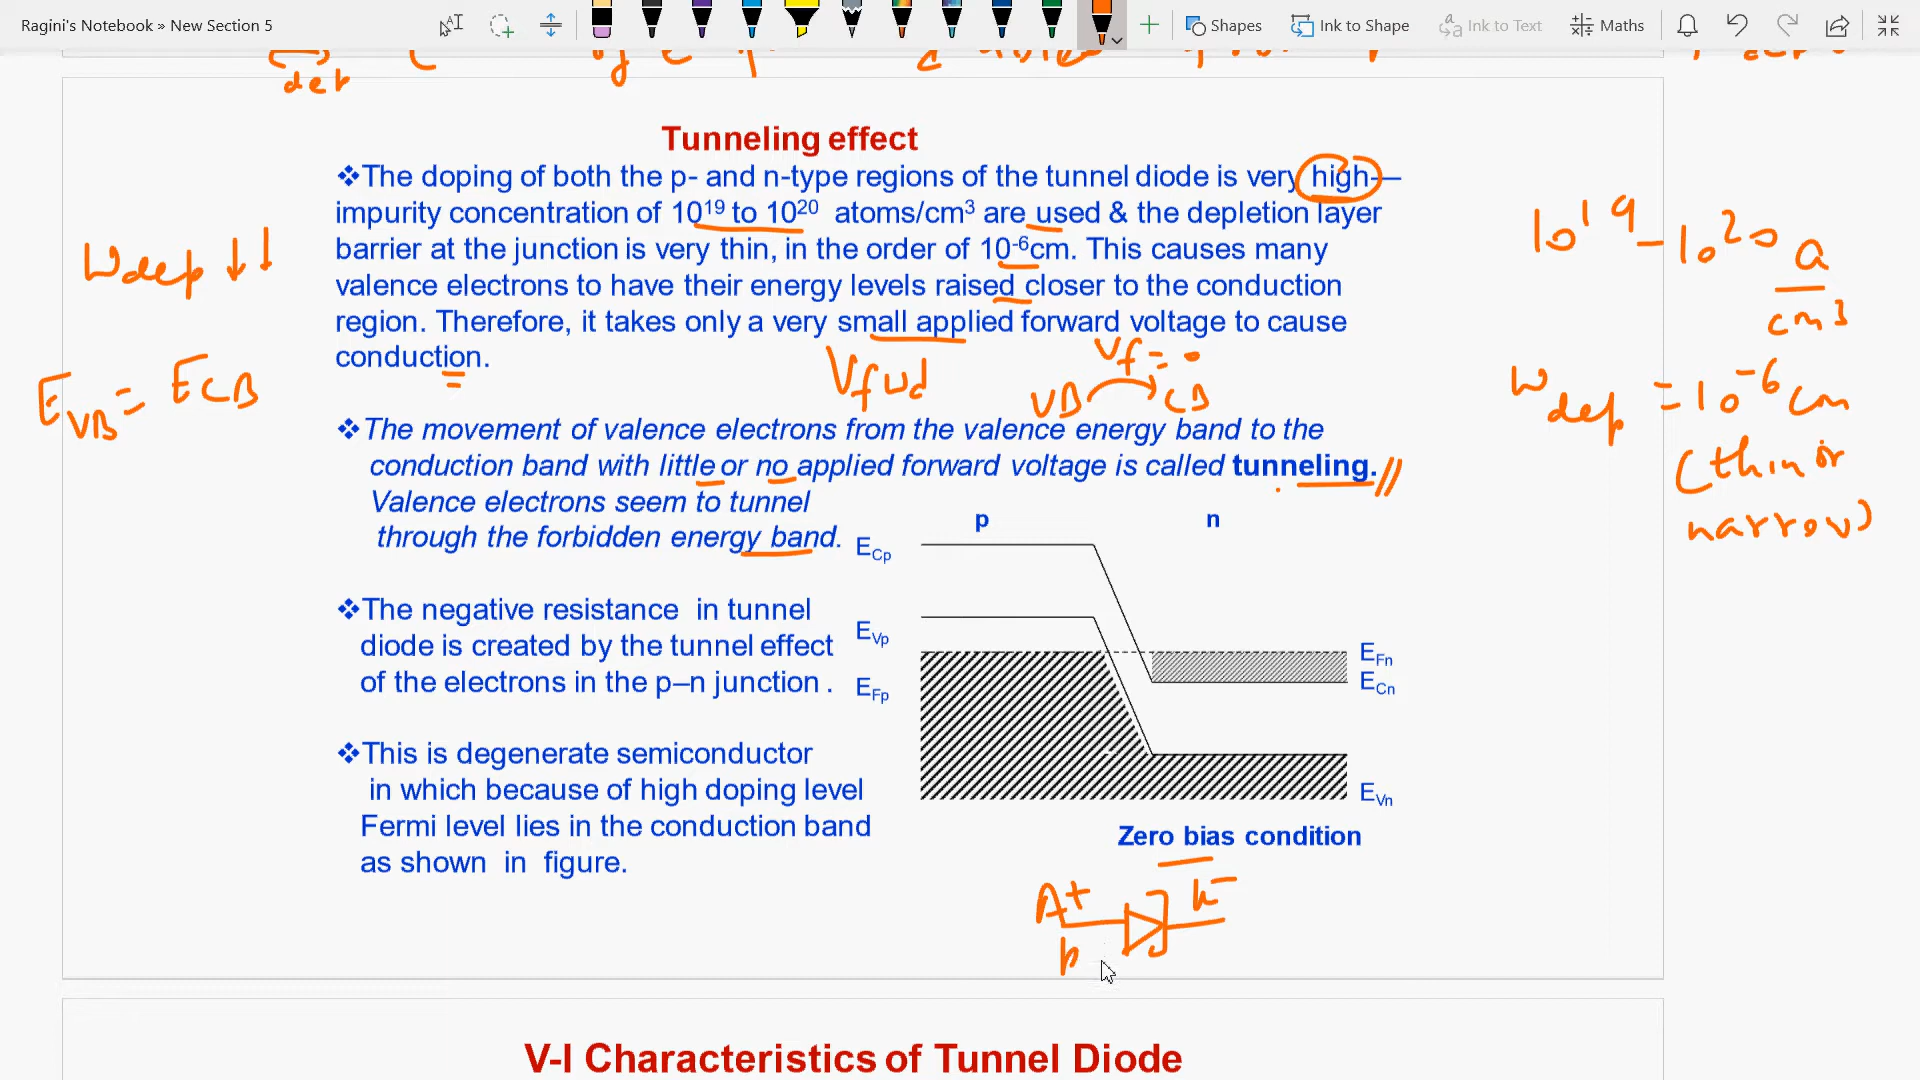 Ragini's Notebook » New Section 5
Shapes
Ink to Shape
Ink to Text
Maths
Tunneling effect
❖The doping of both the p- and n-type regions of the tunnel diode is very high—
impurity concentration of 10¹⁹ to 10²⁰ atoms/cm³ are used & the depletion layer
barrier at the junction is very thin, in the order of 10⁻⁶cm. This causes many
valence electrons to have their energy levels raised closer to the conduction
region. Therefore, it takes only a very small applied forward voltage to cause
conduction.
Wdep ↓↓
E_VB = E_CB
V_fwd
V_f = 0
VB CB
10¹⁹ – 10²⁰ a/cm³
W_dep = 10⁻⁶ cm
(thin or
narrow)
❖The movement of valence electrons from the valence energy band to the
conduction band with little or no applied forward voltage is called tunneling.
Valence electrons seem to tunnel
through the forbidden energy band.
❖The negative resistance in tunnel
diode is created by the tunnel effect
of the electrons in the p–n junction .
❖This is degenerate semiconductor
in which because of high doping level
Fermi level lies in the conduction band
as shown in figure.
p n
E_Cp
E_Vp
E_Fp
E_Fn
E_Cn
E_Vn
Zero bias condition
A+ K-
p
V-I Characteristics of Tunnel Diode